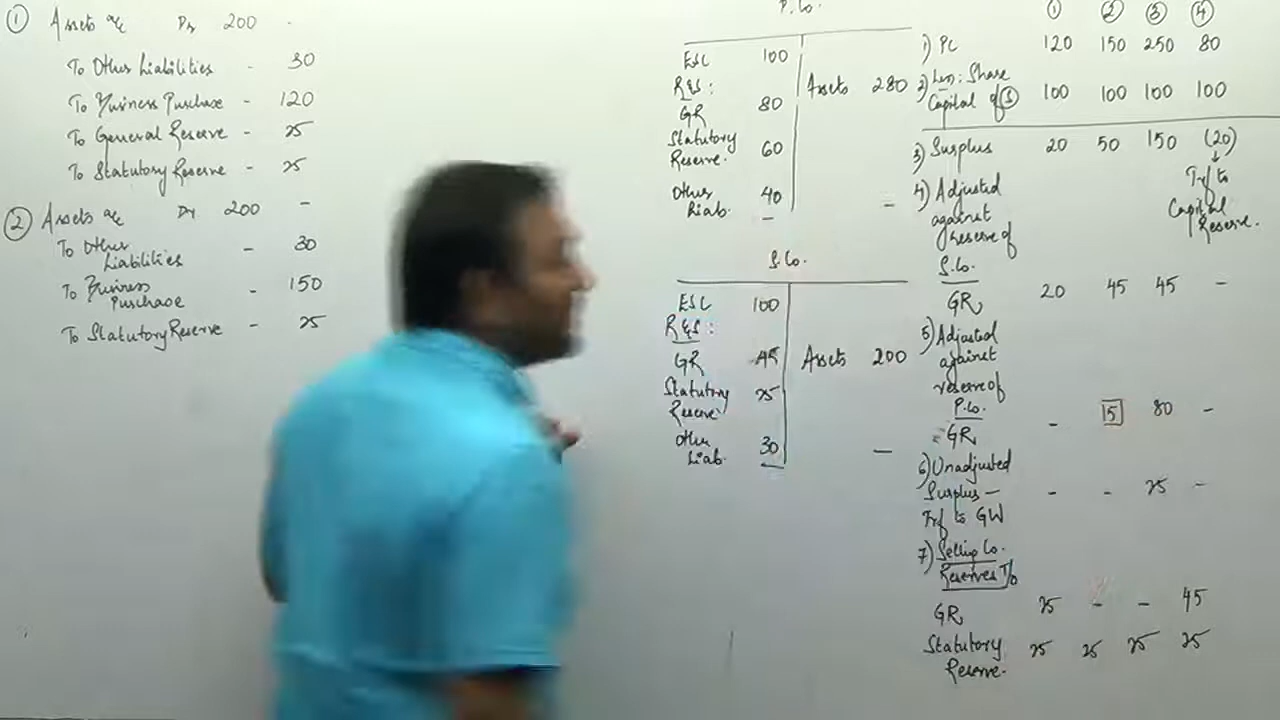 ① Assets a/c Dr 200 -
To Other Liabilities - 30
To Business Purchase - 120
To General Reserve - 25
To Statutory Reserve - 25
② Assets a/c Dr 200 -
To Other Liabilities - 30
To Business Purchase - 150
To Statutory Reserve - 25
P. Co.
ESC 100
R&S:
GR 80
Statutory Reserve. 60
Other Liab. 40
Assets 280
S. Co.
ESC 100
R&S:
GR 45
Statutory Reserve 25
Other Liab. 30
Assets 200
① ② ③ ④
1) PC 120 150 250 80
2) Less: Share
Capital of Ⓢ 100 100 100 100
3) Surplus 20 50 150 (20)
↓
Trf to
Capital
Reserve.
4) Adjusted
against
reserve of
S.Co.
GR 20 45 45 -
5) Adjusted
against
reserve of
P.Co.
= GR - 5 80 -
6) Unadjusted
Surplus - - - 25 -
Trf to GW
7) Selling Co.
Reserves T/o
GR 25 - - 45
Statutory
Reserve. 25 25 25 25